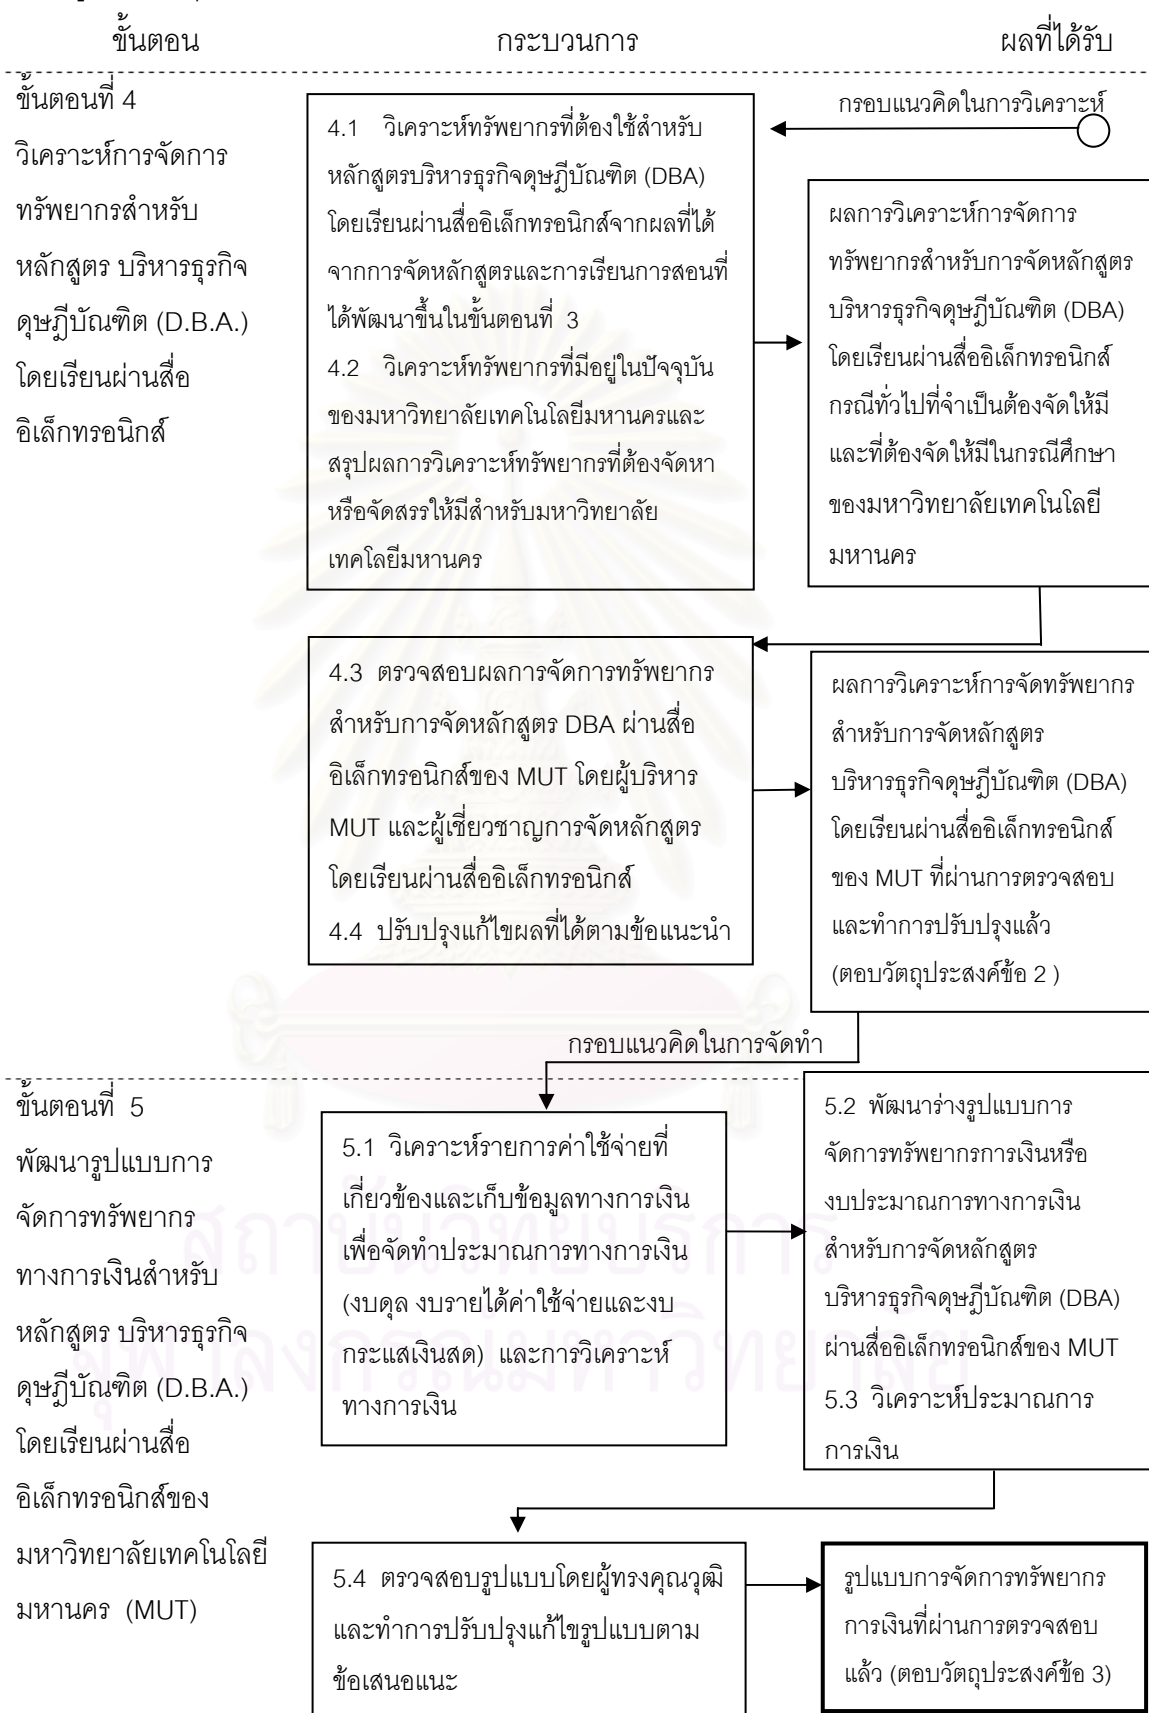 ขั้นตอน
กระบวนการ
ผลที่ได้รับ
ขั้นตอนที่ 4
วิเคราะห์การจัดการ
ทรัพยากรสำหรับ
หลักสูตร บริหารธุรกิจ
ดุษฎีบัณฑิต (D.B.A.)
โดยเรียนผ่านสื่อ
อิเล็กทรอนิกส์
4.1 วิเคราะห์ทรัพยากรที่ต้องใช้สำหรับ
หลักสูตรบริหารธุรกิจดุษฎีบัณฑิต (DBA)
โดยเรียนผ่านสื่ออิเล็กทรอนิกส์จากผลที่ได้
จากการจัดหลักสูตรและการเรียนการสอนที่
ได้พัฒนาขึ้นในขั้นตอนที่ 3
4.2 วิเคราะห์ทรัพยากรที่มีอยู่ในปัจจุบัน
ของมหาวิทยาลัยเทคโนโลยีมหานครและ
สรุปผลการวิเคราะห์ทรัพยากรที่ต้องจัดหา
หรือจัดสรรให้มีสำหรับมหาวิทยาลัย
เทคโลยีมหานคร
กรอบแนวคิดในการวิเคราะห์
ผลการวิเคราะห์การจัดการ
ทรัพยากรสำหรับการจัดหลักสูตร
บริหารธุรกิจดุษฎีบัณฑิต (DBA)
โดยเรียนผ่านสื่ออิเล็กทรอนิกส์
กรณีทั่วไปที่จำเป็นต้องจัดให้มี
และที่ต้องจัดให้มีในกรณีศึกษา
ของมหาวิทยาลัยเทคโนโลยี
มหานคร
4.3 ตรวจสอบผลการจัดการทรัพยากร
สำหรับการจัดหลักสูตร DBA ผ่านสื่อ
อิเล็กทรอนิกส์ของ MUT โดยผู้บริหาร
MUT และผู้เชี่ยวชาญการจัดหลักสูตร
โดยเรียนผ่านสื่ออิเล็กทรอนิกส์
4.4 ปรับปรุงแก้ไขผลที่ได้ตามข้อแนะนำ
ผลการวิเคราะห์การจัดทรัพยากร
สำหรับการจัดหลักสูตร
บริหารธุรกิจดุษฎีบัณฑิต (DBA)
โดยเรียนผ่านสื่ออิเล็กทรอนิกส์
ของ MUT ที่ผ่านการตรวจสอบ
และทำการปรับปรุงแล้ว
(ตอบวัตถุประสงค์ข้อ 2 )
กรอบแนวคิดในการจัดทำ
ขั้นตอนที่ 5
พัฒนารูปแบบการ
จัดการทรัพยากร
ทางการเงินสำหรับ
หลักสูตร บริหารธุรกิจ
ดุษฎีบัณฑิต (D.B.A.)
โดยเรียนผ่านสื่อ
อิเล็กทรอนิกส์ของ
มหาวิทยาลัยเทคโนโลยี
มหานคร (MUT)
5.1 วิเคราะห์รายการค่าใช้จ่ายที่
เกี่ยวข้องและเก็บข้อมูลทางการเงิน
เพื่อจัดทำประมาณการทางการเงิน
(งบดุล งบรายได้ค่าใช้จ่ายและงบ
กระแสเงินสด) และการวิเคราะห์
ทางการเงิน
5.2 พัฒนาร่างรูปแบบการ
จัดการทรัพยากรการเงินหรือ
งบประมาณการทางการเงิน
สำหรับการจัดหลักสูตร
บริหารธุรกิจดุษฎีบัณฑิต (DBA)
ผ่านสื่ออิเล็กทรอนิกส์ของ MUT
5.3 วิเคราะห์ประมาณการ
การเงิน
5.4 ตรวจสอบรูปแบบโดยผู้ทรงคุณวุฒิ
และทำการปรับปรุงแก้ไขรูปแบบตาม
ข้อเสนอแนะ
รูปแบบการจัดการทรัพยากร
การเงินที่ผ่านการตรวจสอบ
แล้ว (ตอบวัตถุประสงค์ข้อ 3)
สถาบันวิทยบริการ
จุฬาลงกรณ์มหาวิทยาลัย